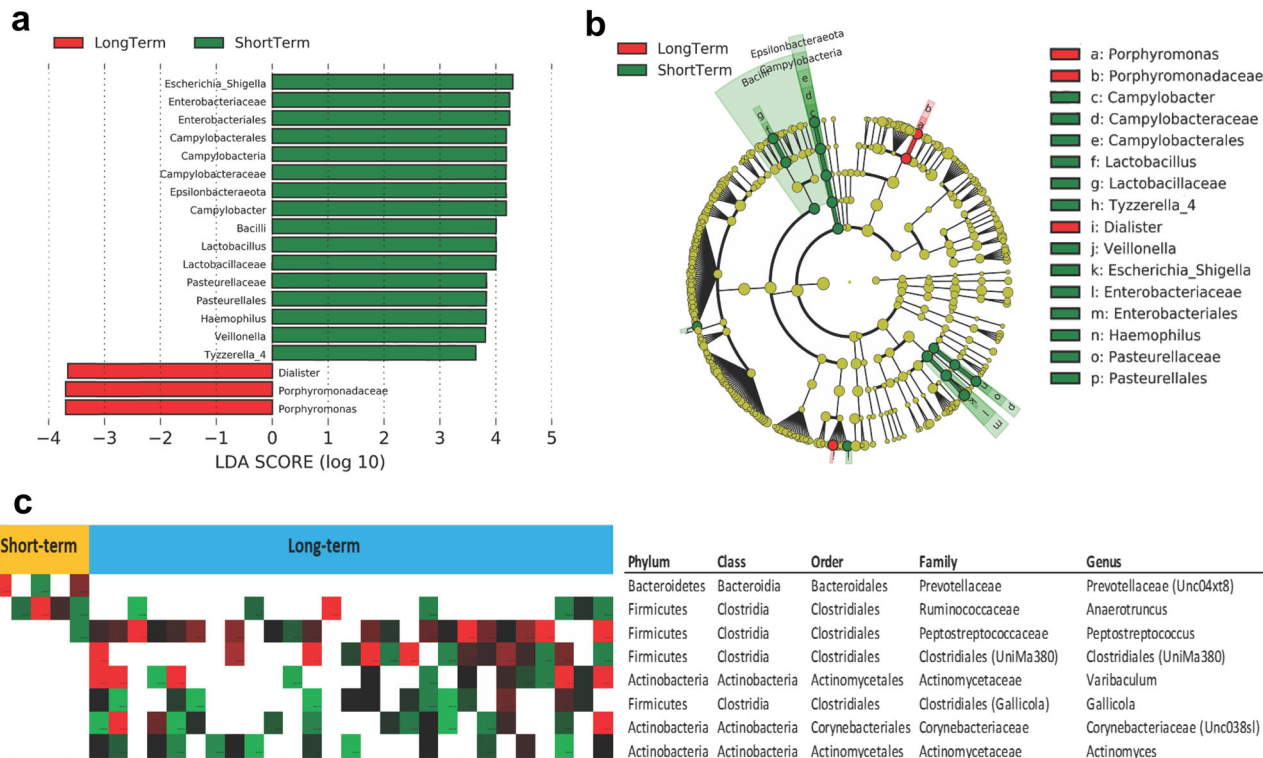 a
LongTerm ShortTerm
Escherichia_Shigella
Enterobacteriaceae
Enterobacteriales
Campylobacterales
Campylobacteria
Campylobacteraceae
Epsilonbacteraeota
Campylobacter
Bacilli
Lactobacillus
Lactobacillaceae
Pasteurellaceae
Pasteurellales
Haemophilus
Veillonella
Tyzzerella_4
Dialister
Porphyromonadaceae
Porphyromonas
−4 −3 −2 −1 0 1 2 3 4 5
LDA SCORE (log 10)
b
LongTerm
ShortTerm
Epsilonbacteraeota
Campylobacteria
Bacilli
e
d
c
g
f
b
a
h
i
j
k
l
m
n
o
p
a: Porphyromonas
b: Porphyromonadaceae
c: Campylobacter
d: Campylobacteraceae
e: Campylobacterales
f: Lactobacillus
g: Lactobacillaceae
h: Tyzzerella_4
i: Dialister
j: Veillonella
k: Escherichia_Shigella
l: Enterobacteriaceae
m: Enterobacteriales
n: Haemophilus
o: Pasteurellaceae
p: Pasteurellales
c
Short-term Long-term
Phylum Class Order Family Genus
Bacteroidetes Bacteroidia Bacteroidales Prevotellaceae Prevotellaceae (Unc04xt8)
Firmicutes Clostridia Clostridiales Ruminococcaceae Anaerotruncus
Firmicutes Clostridia Clostridiales Peptostreptococcaceae Peptostreptococcus
Firmicutes Clostridia Clostridiales Clostridiales (UniMa380) Clostridiales (UniMa380)
Actinobacteria Actinobacteria Actinomycetales Actinomycetaceae Varibaculum
Firmicutes Clostridia Clostridiales Clostridiales (Gallicola) Gallicola
Actinobacteria Actinobacteria Corynebacteriales Corynebacteriaceae Corynebacteriaceae (Unc038sl)
Actinobacteria Actinobacteria Actinomycetales Actinomycetaceae Actinomyces